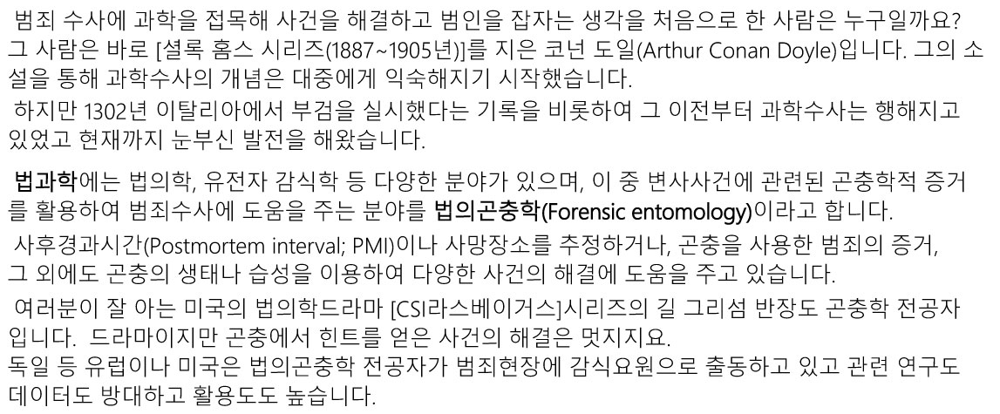 범죄 수사에 과학을 접목해 사건을 해결하고 범인을 잡자는 생각을 처음으로 한 사람은 누구일까요?
그 사람은 바로 [셜록 홈스 시리즈(1887~1905년)]를 지은 코넌 도일(Arthur Conan Doyle)입니다. 그의 소
설을 통해 과학수사의 개념은 대중에게 익숙해지기 시작했습니다.
하지만 1302년 이탈리아에서 부검을 실시했다는 기록을 비롯하여 그 이전부터 과학수사는 행해지고
있었고 현재까지 눈부신 발전을 해왔습니다.
법과학에는 법의학, 유전자 감식학 등 다양한 분야가 있으며, 이 중 변사사건에 관련된 곤충학적 증거
를 활용하여 범죄수사에 도움을 주는 분야를 법의곤충학(Forensic entomology)이라고 합니다.
사후경과시간(Postmortem interval; PMI)이나 사망장소를 추정하거나, 곤충을 사용한 범죄의 증거,
그 외에도 곤충의 생태나 습성을 이용하여 다양한 사건의 해결에 도움을 주고 있습니다.
여러분이 잘 아는 미국의 법의학드라마 [CSI라스베이거스]시리즈의 길 그리섬 반장도 곤충학 전공자
입니다. 드라마이지만 곤충에서 힌트를 얻은 사건의 해결은 멋지지요.
독일 등 유럽이나 미국은 법의곤충학 전공자가 범죄현장에 감식요원으로 출동하고 있고 관련 연구도
데이터도 방대하고 활용도도 높습니다.